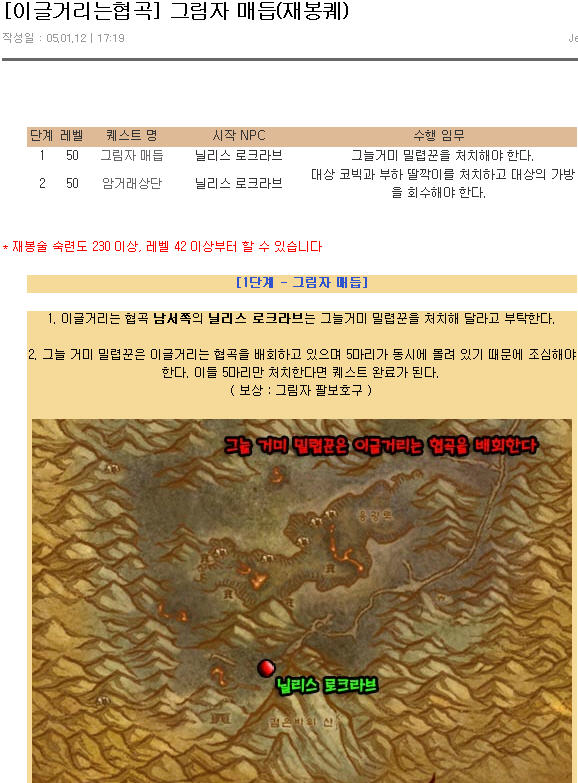 [이글거리는협곡] 그림자 매듭(재봉퀘)
작성일 : 05.01.12 | 17:19
Je
단계 레벨 퀘스트 명 시작 NPC 수행 임무
1 50 그림자 매듭 닐리스 로크라브 그늘거미 밀렵꾼을 처치해야 한다.
2 50 암거래상단 닐리스 로크라브 대상 코빅과 부하 딸깍이를 처치하고 대상의 가방
을 회수해야 한다.
* 재봉술 숙련도 230 이상, 레벨 42 이상부터 할 수 있습니다
[1단계 - 그림자 매듭]
1. 이글거리는 협곡 남서쪽의 닐리스 로크라브는 그늘거미 밀렵꾼을 처치해 달라고 부탁한다.
2. 그늘 거미 밀렵꾼은 이글거리는 협곡을 배회하고 있으며 5마리가 동시에 몰려 있기 때문에 조심해야
한다. 이들 5마리만 처치한다면 퀘스트 완료가 된다.
( 보상 : 그림자 팔보호구 )
그늘 거미 밀렵꾼은 이글거리는 협곡을 배회한다
닐리스 로크라브
검은바위 산